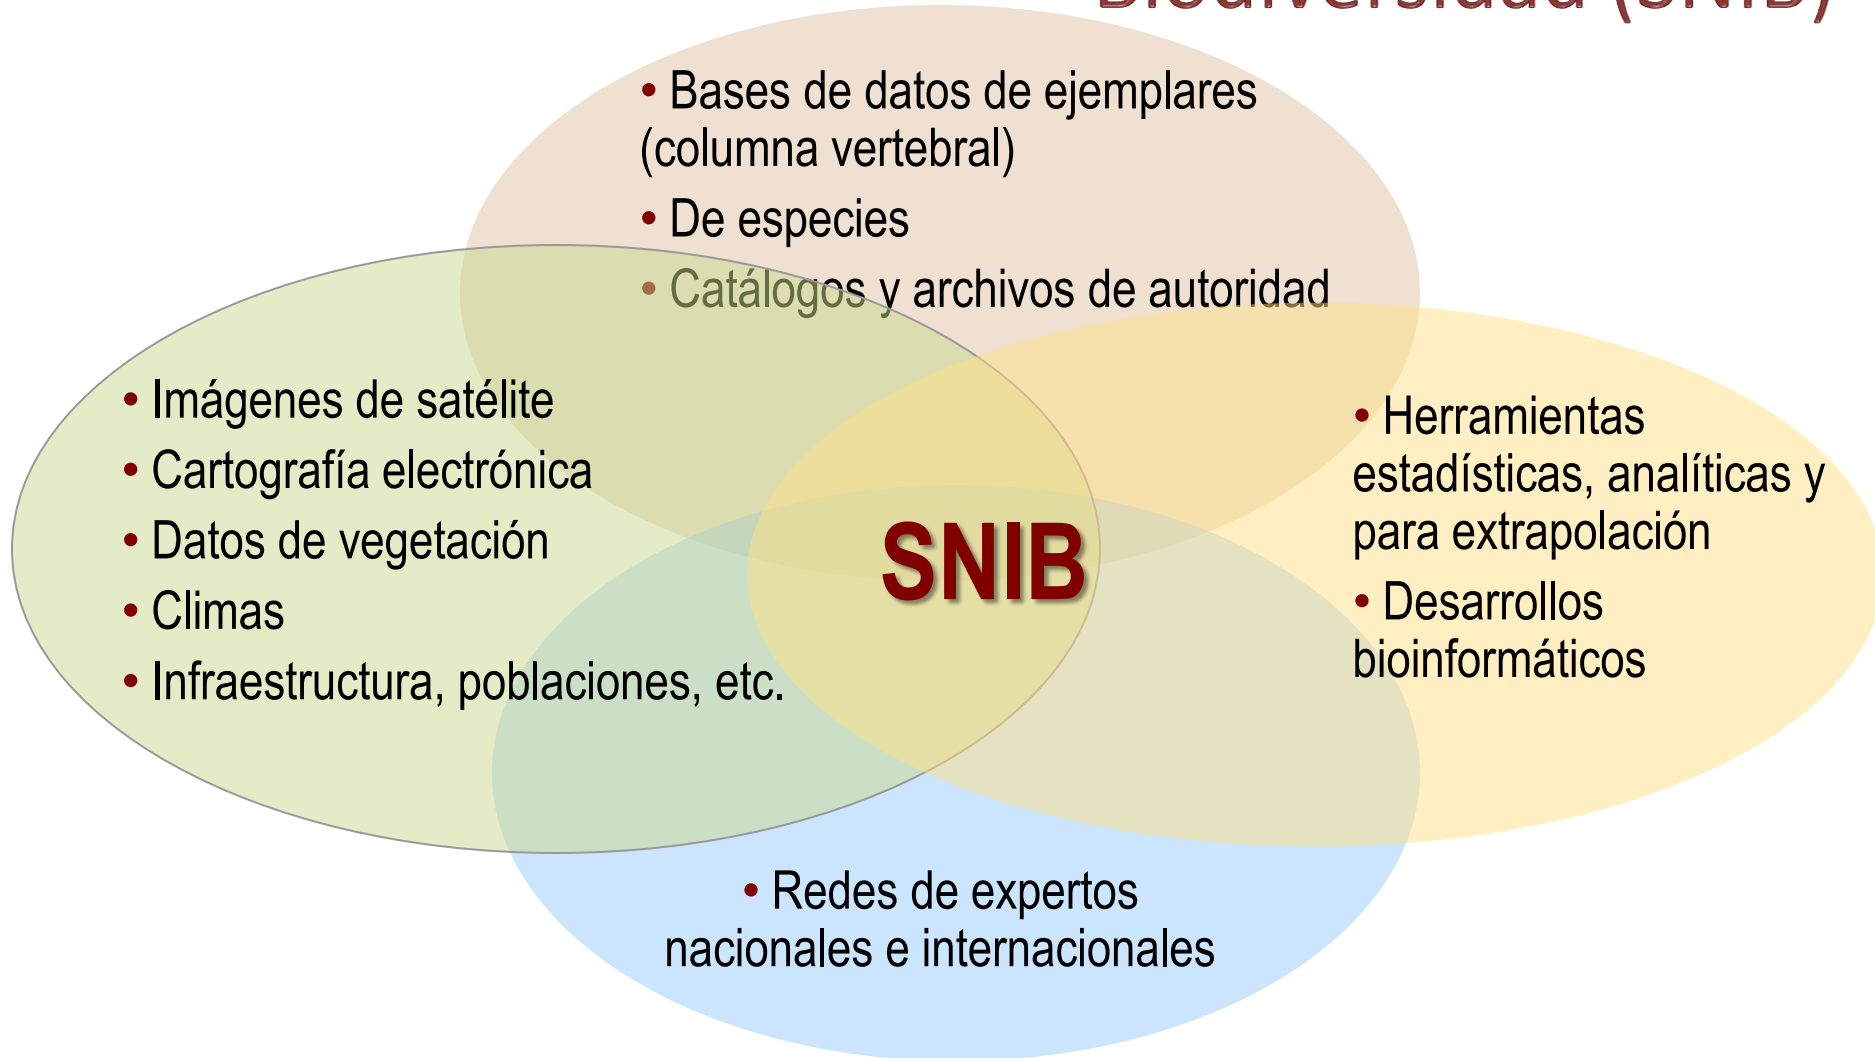 Biodiversidad (SNIB)
• Bases de datos de ejemplares
(columna vertebral)
• De especies
• Catálogos y archivos de autoridad
• Imágenes de satélite
• Cartografía electrónica
• Datos de vegetación
• Climas
• Infraestructura, poblaciones, etc.
SNIB
• Herramientas
estadísticas, analíticas y
para extrapolación
• Desarrollos
bioinformáticos
• Redes de expertos
nacionales e internacionales